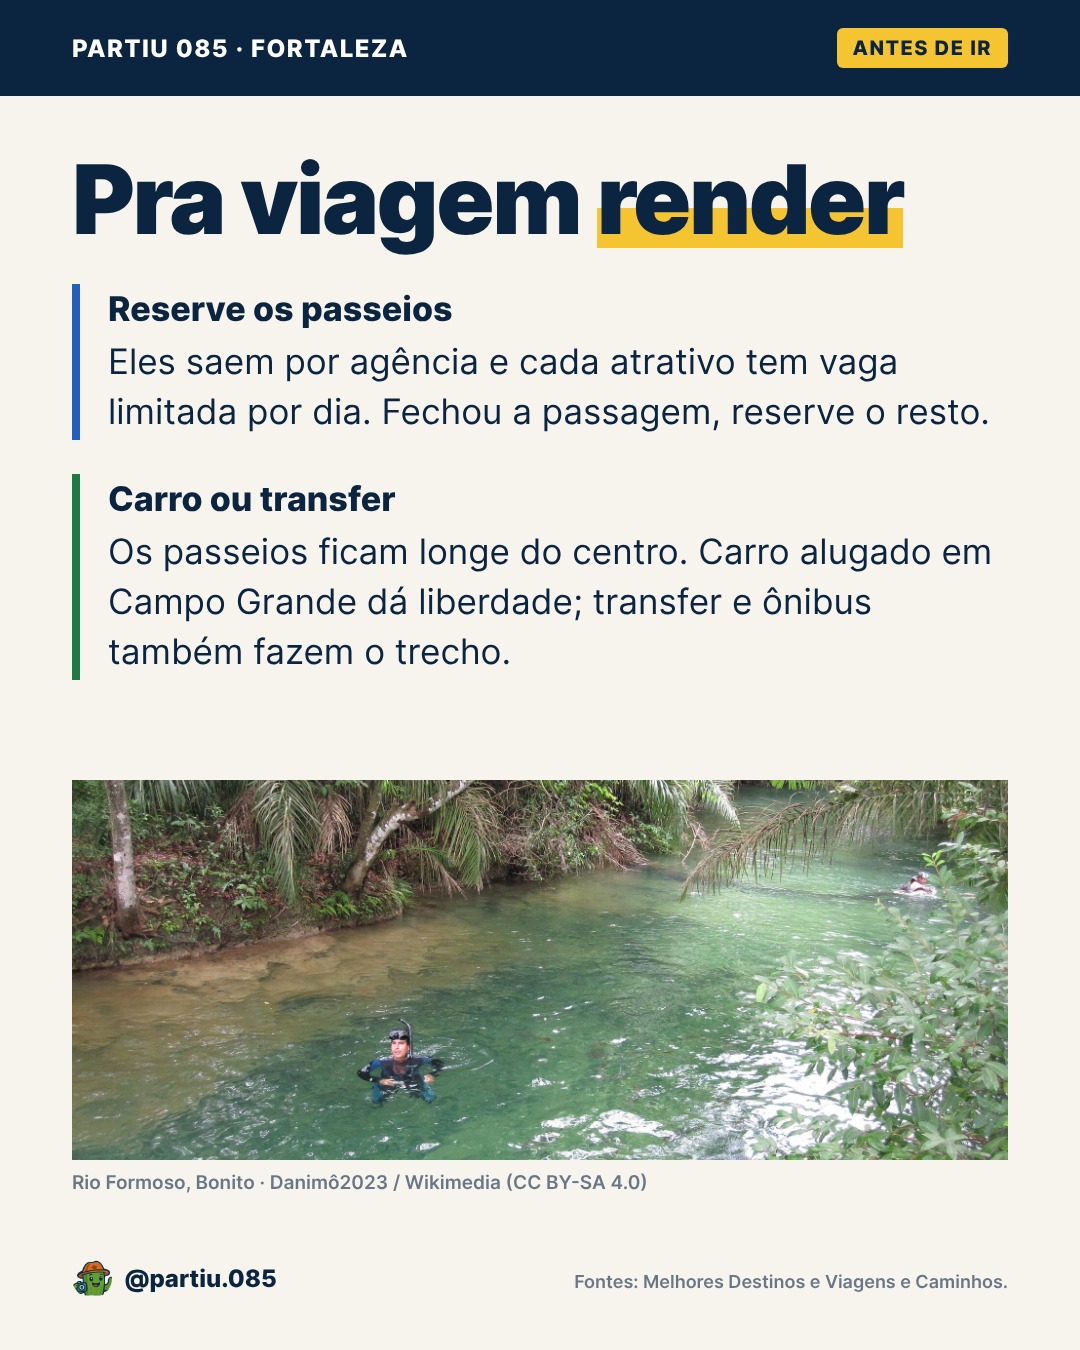 PARTIU 085 · FORTALEZA
ANTES DE IR
Pra viagem render
Reserve os passeios
Eles saem por agência e cada atrativo tem vaga
limitada por dia. Fechou a passagem, reserve o resto.
Carro ou transfer
Os passeios ficam longe do centro. Carro alugado em
Campo Grande dá liberdade; transfer e ônibus
também fazem o trecho.
Rio Formoso, Bonito · Danimô2023 / Wikimedia (CC BY-SA 4.0)
@partiu.085
Fontes: Melhores Destinos e Viagens e Caminhos.